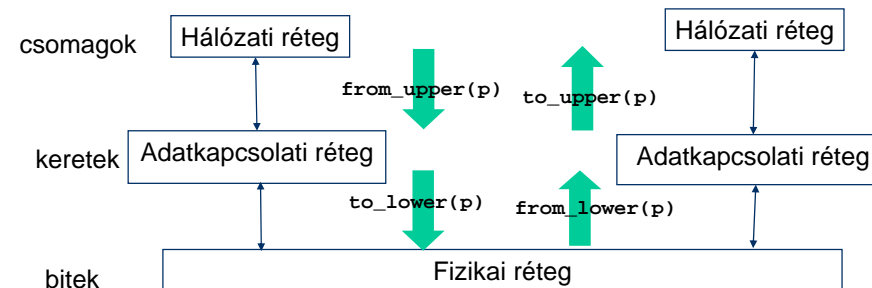 csomagok
Hálózati réteg
Hálózati réteg
from_upper(p)
to_upper(p)
keretek
Adatkapcsolati réteg
Adatkapcsolati réteg
to_lower(p)
from_lower(p)
bitek
Fizikai réteg